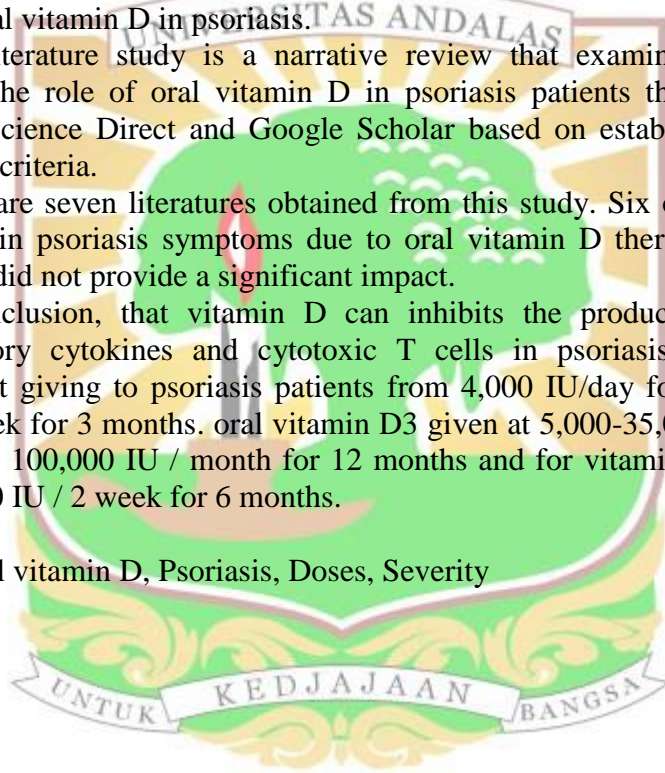 al vitamin D in psoriasis.
UNIVERSITAS ANDALAS
terature study is a narrative review that examin
he role of oral vitamin D in psoriasis patients th
cience Direct and Google Scholar based on estab
criteria.
are seven literatures obtained from this study. Six
in psoriasis symptoms due to oral vitamin D ther
did not provide a significant impact.
clusion, that vitamin D can inhibits the produc
ory cytokines and cytotoxic T cells in psoriasis
t giving to psoriasis patients from 4,000 IU/day fo
ek for 3 months. oral vitamin D3 given at 5,000-35,0
100,000 IU / month for 12 months and for vitami
0 IU / 2 week for 6 months.
l vitamin D, Psoriasis, Doses, Severity
UNTUK KEDJAJAAN BANGSA